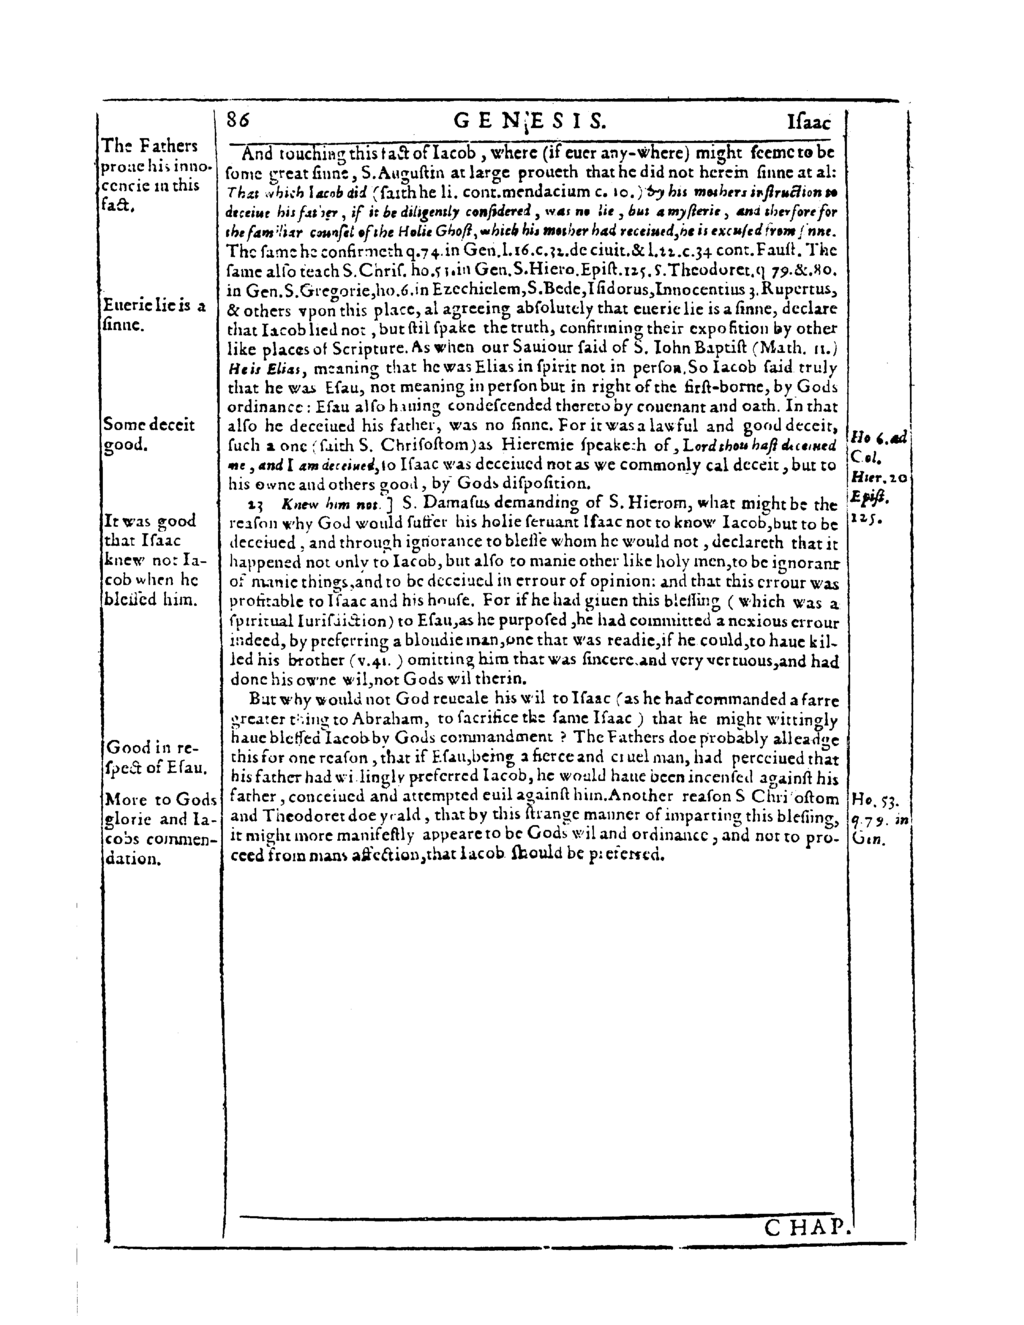 86 GENESIS. Iſaac
And touching this fact of Iacob, where (if euer any-where) might ſeeme to be
ſome great ſinne, S. Auguſtin at large proueth that he did not herein ſinne at al:
That which Iacob did (ſaith he li. cont. mendacium c. 10.) by his mothers inſtruction to
deceiue his father, if it be diligently conſidered, was no lie, but a myſterie, and therfore for
the familiar counſel of the Holie Ghoſt, which his mother had receiued, he is excuſed from ſinne.
The ſame he confirmeth q. 74. in Gen. l. 16. c. 32. de ciuit. & l. 22. c. 34 cont. Fauſt. The
ſame alſo teach S. Chriſ. ho. 51. in Gen. S. Hiero. Epiſt. 125. S. Theodoret. q 79. &. 80.
in Gen. S. Gregorie, ho. 6. in Ezechielem, S. Bede, Iſidorus, Innocentius 3. Rupertus,
& others vpon this place, al agreeing abſolutely that euerie lie is a ſinne, declare
that Iacob lied not, but ſtil ſpake the truth, confirming their expoſition by other
like places of Scripture. As when our Sauiour ſaid of S. Iohn Baptiſt (Math. 11.)
He is Elias, meaning that he was Elias in ſpirit not in perſon. So Iacob ſaid truly
that he was Eſau, not meaning in perſon but in right of the firſt-borne, by Gods
ordinance: Eſau alſo hauing condeſcended thereto by couenant and oath. In that
alſo he deceiued his father, was no ſinne. For it was a lawful and good deceit,
ſuch a one (ſaith S. Chriſoſtom) as Hieremie ſpeaketh of, Lord thou haſt deceiued
me, and I am deceiued, ſo Iſaac was deceiued not as we commonly cal deceit, but to
his owne and others good, by Gods diſpoſition.
23 Knew him not.] S. Damaſus demanding of S. Hierom, what might be the
reaſon why God would ſuffer his holie ſeruant Iſaac not to know Iacob, but to be
deceiued, and through ignorance to bleſſe whom he would not, declareth that it
happened not only to Iacob, but alſo to manie other like holy men, to be ignorant
of manie things, and to be deceiued in errour of opinion: and that this errour was
profitable to Iſaac and his houſe. For if he had giuen this bleſſing (which was a
ſpiritual Iuriſdiction) to Eſau, as he purpoſed, he had committed a noxious errour
indeed, by preferring a bloudie man, one that was readie, if he could, to haue kil-
led his brother (v. 41.) omitting him that was ſincere and very vertuous, and had
done his owne wil, not Gods wil therin.
But why would not God reueale his wil to Iſaac (as he had commanded a farre
greater thing to Abraham, to ſacrifice the ſame Iſaac) that he might wittingly
haue bleſſed Iacob by Gods commandment? The Fathers doe probably alleadge
this for one reaſon, that if Eſau, being a fierce and cruel man, had perceiued that
his father had willingly preferred Iacob, he would haue been incenſed againſt his
father, conceiued and attempted euil againſt him. Another reaſon S Chriſoſtom
and Theodoret doe yeald, that by this ſtrange manner of imparting this bleſſing,
it might more manifeſtly appeare to be Gods wil and ordinance, and not to pro-
ceed from mans affection, that Iacob ſhould be preferred.
The Fathers
proue his inno-
cencie in this
fact.
Euerie lie is a
ſinne.
Some deceit
good.
It was good
that Iſaac
knew not Ia-
cob when he
bleſſed him.
Good in re-
ſpect of Eſau.
More to Gods
glorie and Ia-
cobs commen-
dation.
Ho 6. ad
Col.
Hier. 20
Epiſt.
125.
Ho. 53.
q. 79. in
Gen.
CHAP.